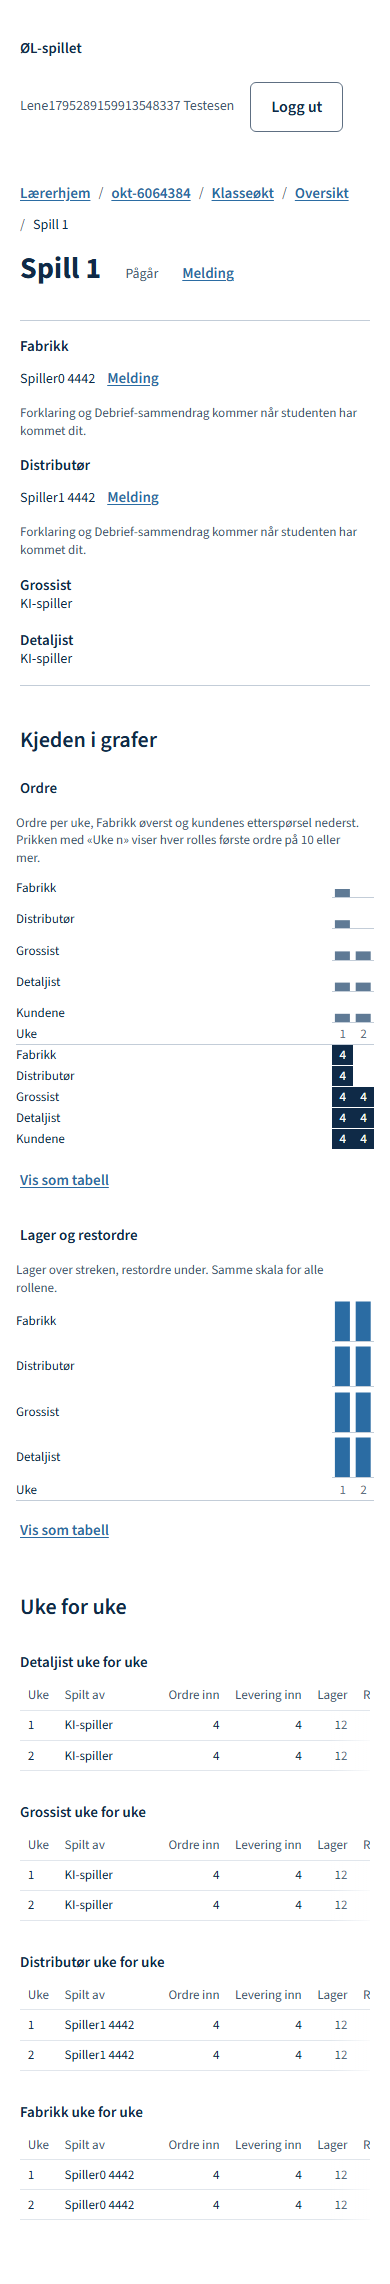 ØL-spillet
Lene1795289159913548337 Testesen Logg ut
Lærerhjem / okt-6064384 / Klasseøkt / Oversikt
/ Spill 1
Spill 1 Pågår Melding
Fabrikk
Spiller0 4442 Melding
Forklaring og Debrief-sammendrag kommer når studenten har
kommet dit.
Distributør
Spiller1 4442 Melding
Forklaring og Debrief-sammendrag kommer når studenten har
kommet dit.
Grossist
KI-spiller
Detaljist
KI-spiller
Kjeden i grafer
Ordre
Ordre per uke, Fabrikk øverst og kundenes etterspørsel nederst.
Prikken med «Uke n» viser hver rolles første ordre på 10 eller
mer.
Fabrikk
Distributør
Grossist
Detaljist
Kundene
Uke 1 2
Fabrikk 4
Distributør 4
Grossist 4 4
Detaljist 4 4
Kundene 4 4
Vis som tabell
Lager og restordre
Lager over streken, restordre under. Samme skala for alle
rollene.
Fabrikk
Distributør
Grossist
Detaljist
Uke 1 2
Vis som tabell
Uke for uke
Detaljist uke for uke
Uke Spilt av Ordre inn Levering inn Lager R
1 KI-spiller 4 4 12
2 KI-spiller 4 4 12
Grossist uke for uke
Uke Spilt av Ordre inn Levering inn Lager R
1 KI-spiller 4 4 12
2 KI-spiller 4 4 12
Distributør uke for uke
Uke Spilt av Ordre inn Levering inn Lager R
1 Spiller1 4442 4 4 12
2 Spiller1 4442 4 4 12
Fabrikk uke for uke
Uke Spilt av Ordre inn Levering inn Lager R
1 Spiller0 4442 4 4 12
2 Spiller0 4442 4 4 12